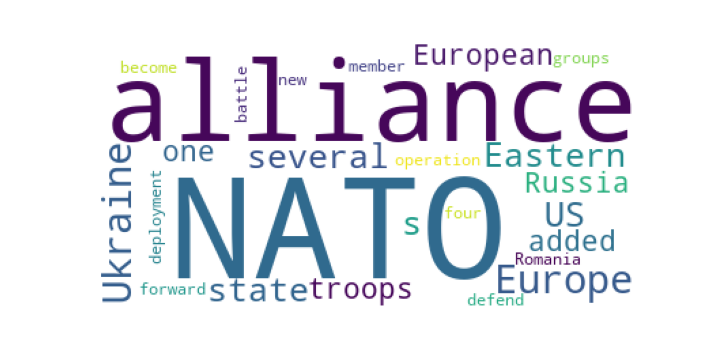 European
groups
become
member
alliance
battle
new
one
several
operation
Eastern
Ukraine
deployment
NATO
four
s
Russia
US
added
Romania
forward
state
troops
Europe
defend